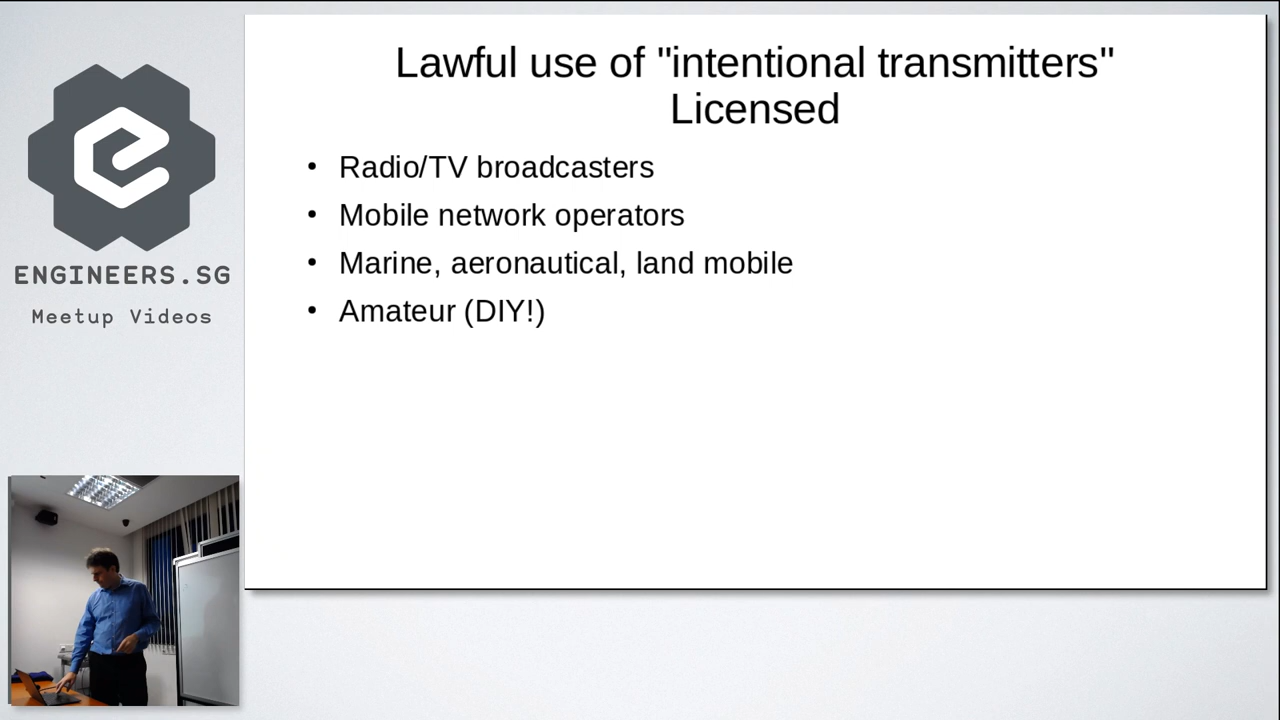 Lawful use of "intentional transmitters"
Licensed
• Radio/TV broadcasters
• Mobile network operators
• Marine, aeronautical, land mobile
• Amateur (DIY!)
ENGINEERS.SG
Meetup Videos